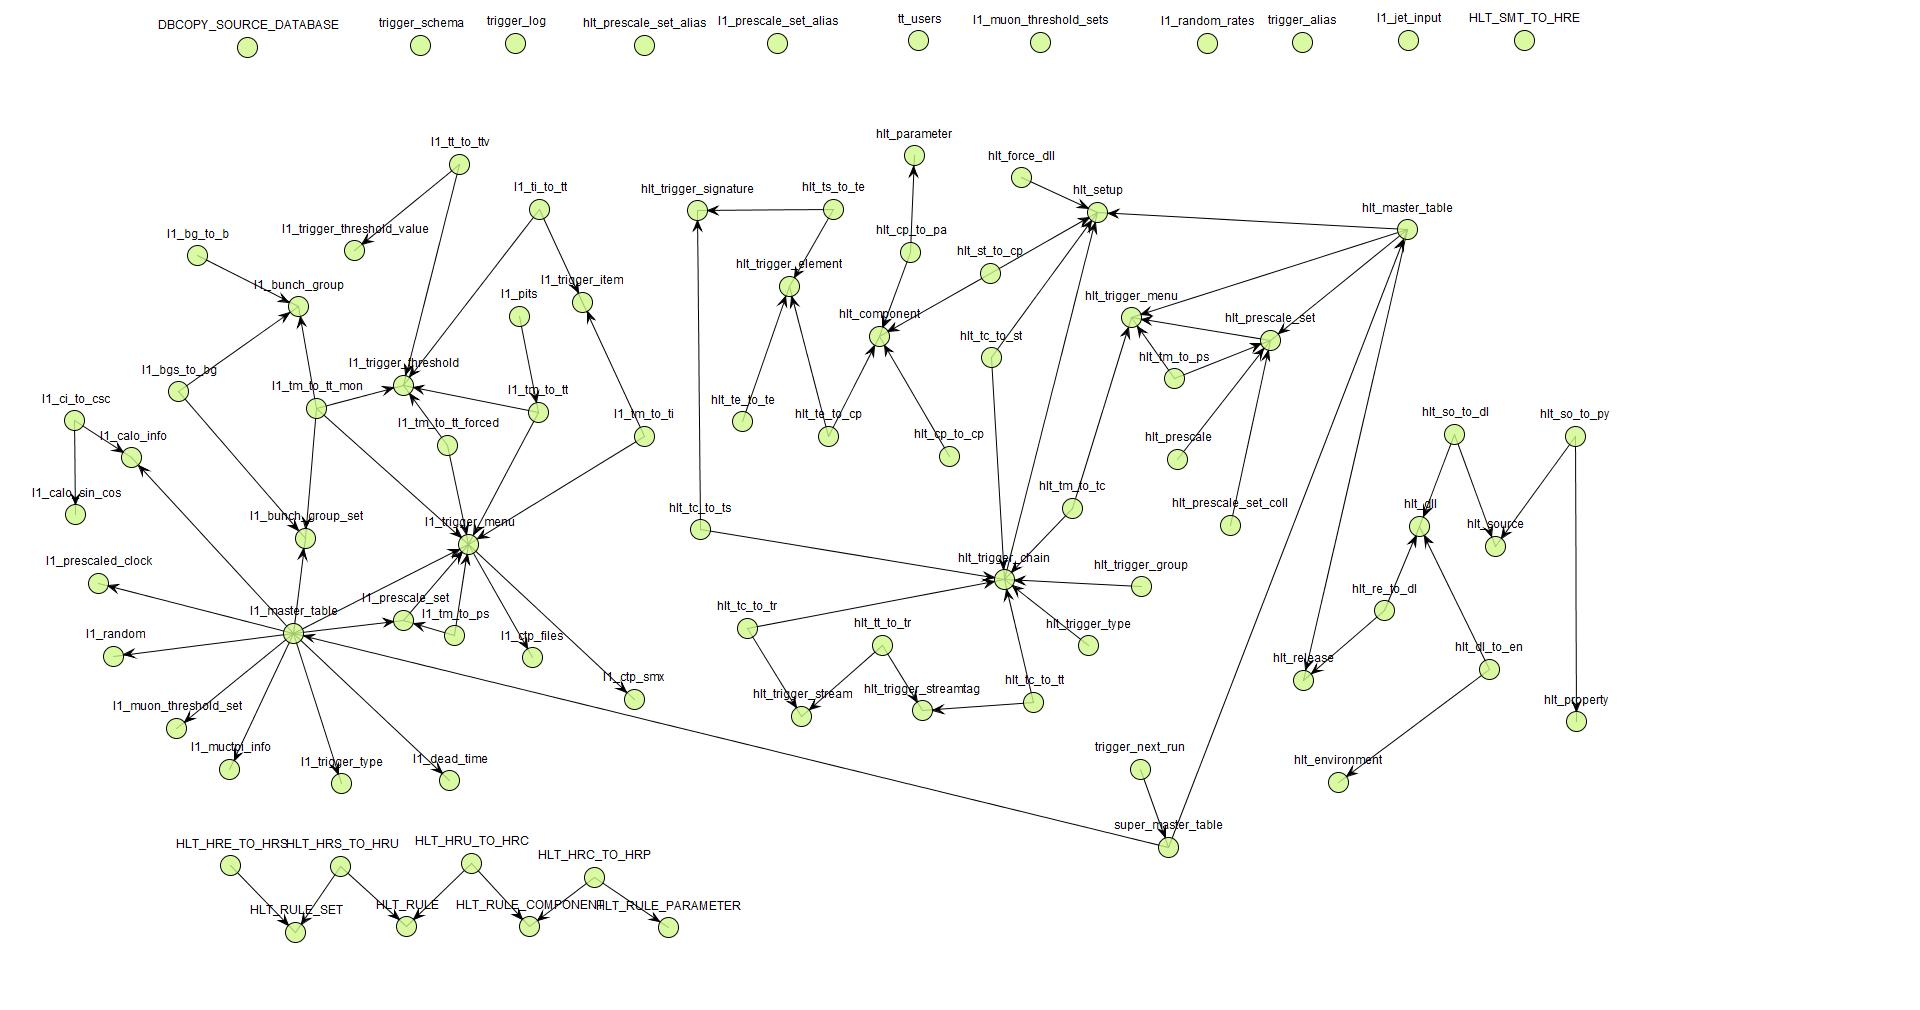 DBCOPY_SOURCE_DATABASE
trigger_schema
trigger_log
hlt_prescale_set_alias
l1_prescale_set_alias
tt_users
l1_muon_threshold_sets
l1_random_rates
trigger_alias
l1_jet_input
HLT_SMT_TO_HRE
hlt_parameter
l1_tt_to_ttv
hlt_force_dll
l1_ti_to_tt
hlt_trigger_signature
hlt_ts_to_te
hlt_setup
hlt_master_table
l1_bg_to_b
l1_trigger_threshold_value
hlt_cp_to_pa
hlt_st_to_cp
hlt_trigger_element
l1_bunch_group
l1_trigger_item
l1_pits
hlt_trigger_menu
hlt_component
hlt_prescale_set
hlt_tc_to_st
hlt_tm_to_ps
l1_trigger_threshold
l1_bgs_to_bg
l1_tm_to_tt_mon
l1_tm_to_tt
l1_ci_to_csc
hlt_te_to_te
hlt_te_to_cp
l1_tm_to_ti
l1_tm_to_tt_forced
hlt_so_to_dl
hlt_so_to_py
l1_calo_info
hlt_cp_to_cp
hlt_prescale
l1_calo_sin_cos
hlt_tm_to_tc
hlt_prescale_set_coll
hlt_dll
hlt_tc_to_ts
l1_bunch_group_set
l1_trigger_menu
hlt_source
l1_prescaled_clock
hlt_trigger_chain
hlt_trigger_group
hlt_re_to_dl
l1_prescale_set
l1_master_table
l1_tm_to_ps
hlt_tc_to_tr
hlt_tt_to_tr
hlt_trigger_type
l1_random
l1_ctp_files
hlt_dl_to_en
hlt_release
l1_ctp_smx
hlt_tc_to_tt
hlt_trigger_stream
hlt_trigger_streamtag
hlt_property
l1_muon_threshold_set
l1_muctpi_info
trigger_next_run
l1_trigger_type
l1_dead_time
hlt_environment
super_master_table
HLT_HRE_TO_HRS
HLT_HRS_TO_HRU
HLT_HRU_TO_HRC
HLT_HRC_TO_HRP
HLT_RULE_SET
HLT_RULE
HLT_RULE_COMPONENT
HLT_RULE_PARAMETER